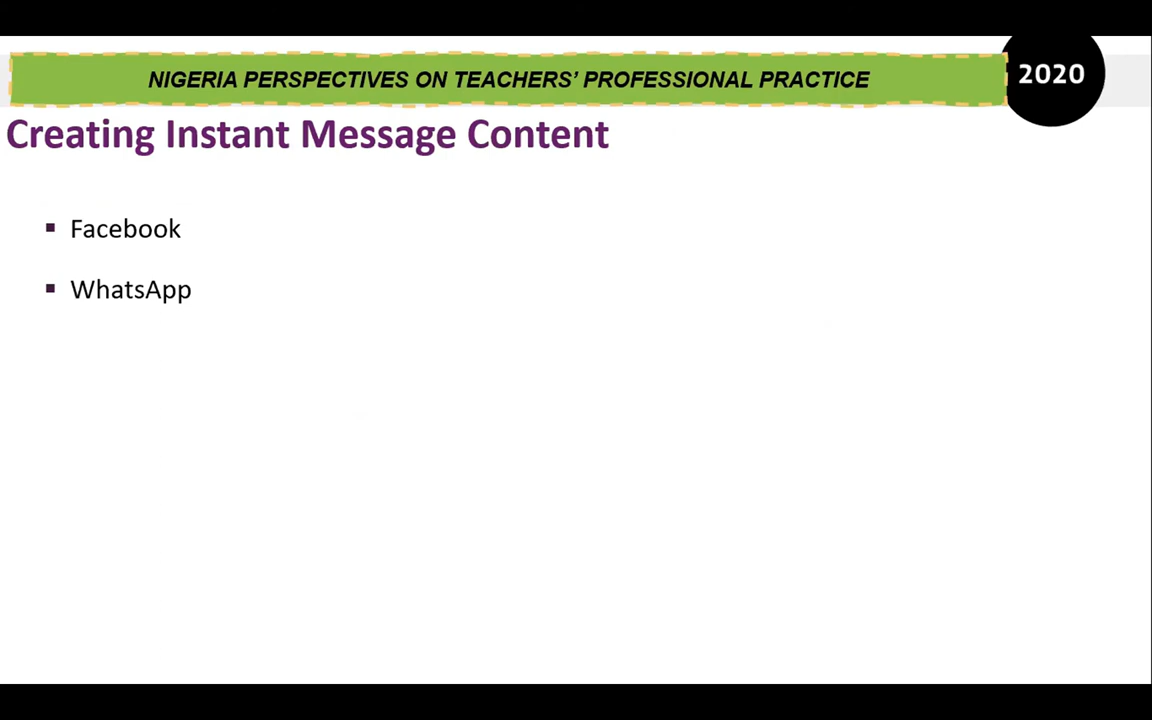 NIGERIA PERSPECTIVES ON TEACHERS' PROFESSIONAL PRACTICE
2020
Creating Instant Message Content
▪ Facebook
▪ WhatsApp